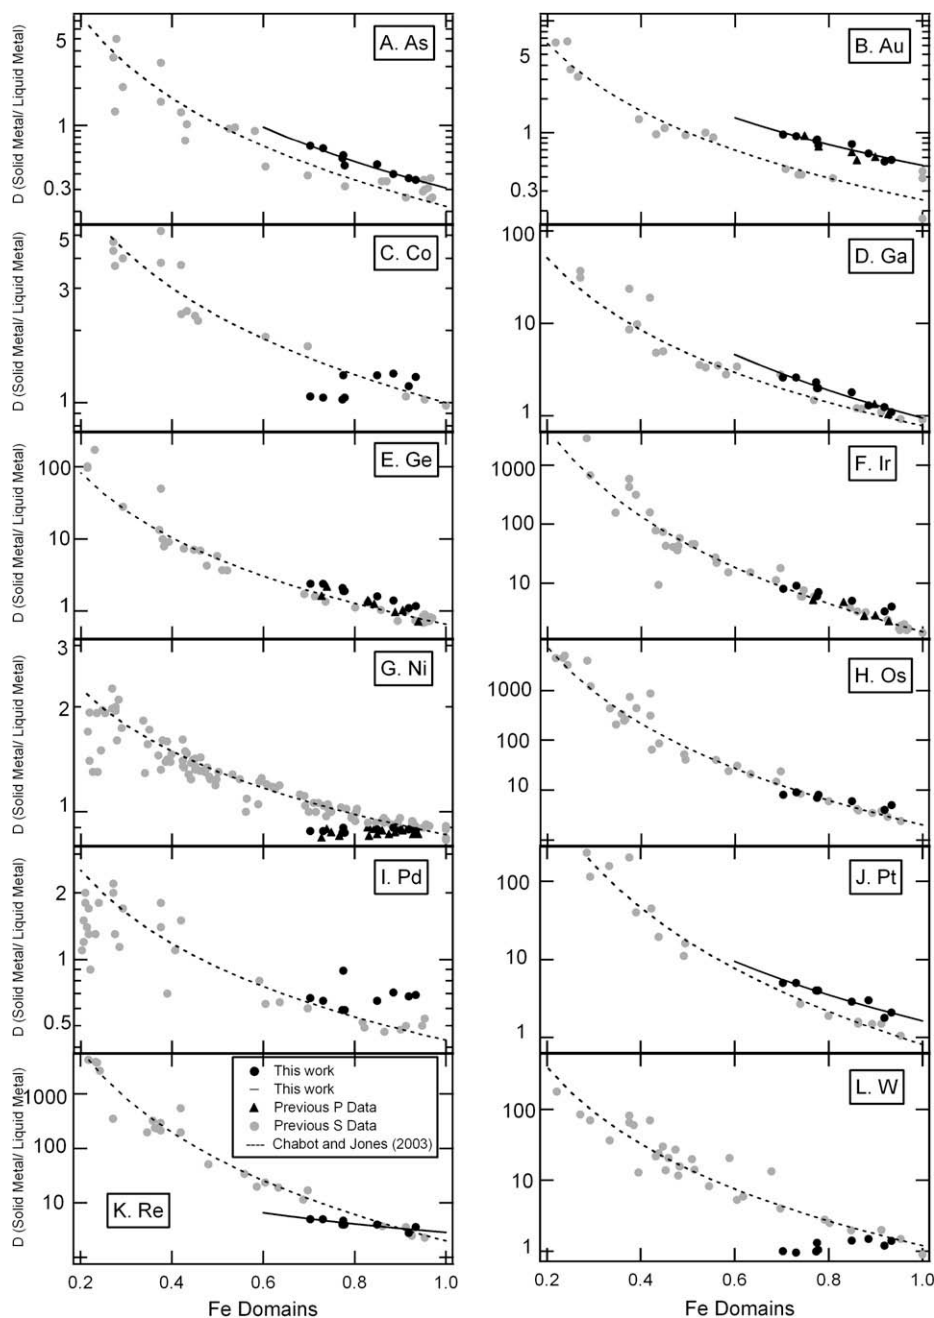 D (Solid Metal/ Liquid Metal)
5
1
0.3
A. As
5
1
0.3
B. Au
D (Solid Metal/ Liquid Metal)
5
3
1
C. Co
100
10
1
D. Ga
D (Solid Metal/ Liquid Metal)
100
10
1
E. Ge
1000
100
10
F. Ir
D (Solid Metal/ Liquid Metal)
3
2
1
G. Ni
1000
100
10
1
H. Os
D (Solid Metal/ Liquid Metal)
2
1
0.5
I. Pd
100
10
1
J. Pt
D (Solid Metal/ Liquid Metal)
1000
100
10
K. Re
This work
This work
Previous P Data
Previous S Data
Chabot and Jones (2003)
100
10
1
L. W
0.2 0.4 0.6 0.8 1.0
Fe Domains
0.2 0.4 0.6 0.8 1.0
Fe Domains